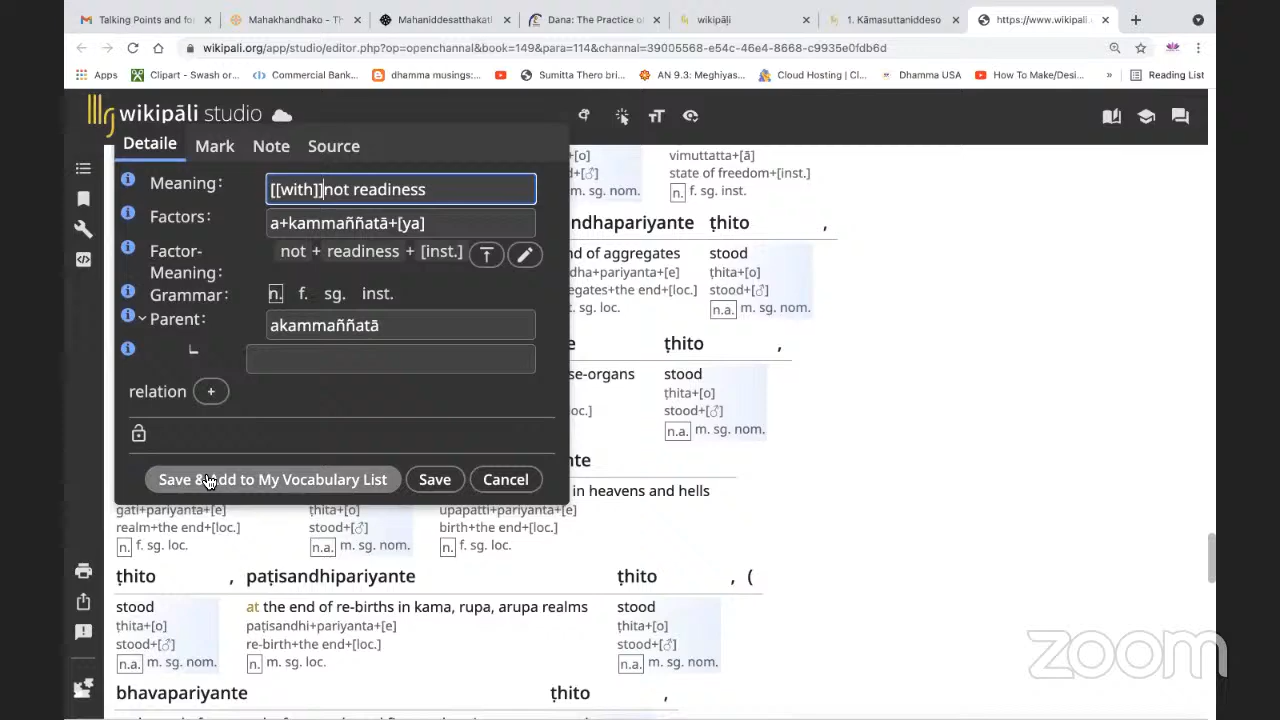 Talking Points and fo
Mahakhandhako - Th
Mahaniddesatthakath
Dana: The Practice o
wikipāḷi
1. Kāmasuttaniddeso
https://www.wikipali.
wikipali.org/app/studio/editor.php?op=openchannal&book=149&para=114&channel=39005568-e54c-46e4-8668-c9935e0fdb6d
Apps
Clipart - Swash or...
Commercial Bank...
dhamma musings:...
Sumitta Thero bri...
AN 9.3: Meghiyas...
Cloud Hosting | Cl...
Dhamma USA
How To Make/Desi...
»
Reading List
wikipāli studio
Detaile Mark Note Source
Meaning: [[with]]not readiness
Factors: a+kammaññatā+[ya]
Factor-Meaning: not + readiness + [inst.]
Grammar: n. f. sg. inst.
Parent: akammaññatā
relation +
Save & Add to My Vocabulary List Save Cancel
+[o] vimuttatta+[ā]
+[♂] state of freedom+[inst.]
m. sg. nom. n. f. sg. inst.
ndhapariyante ṭhito ,
nd of aggregates stood
dha+pariyanta+[e] ṭhita+[o]
egates+the end+[loc.] stood+[♂]
sg. loc. n.a. m. sg. nom.
e ṭhito ,
se-organs stood
ṭhita+[o]
oc.] stood+[♂]
n.a. m. sg. nom.
nte
in heavens and hells
gati+pariyanta+[e] ṭhita+[o] upapatti+pariyanta+[e]
realm+the end+[loc.] stood+[♂] birth+the end+[loc.]
n. f. sg. loc. n.a. m. sg. nom. n. f. sg. loc.
ṭhito , paṭisandhipariyante ṭhito , (
stood at the end of re-births in kama, rupa, arupa realms stood
ṭhita+[o] paṭisandhi+pariyanta+[e] ṭhita+[o]
stood+[♂] re-birth+the end+[loc.] stood+[♂]
n.a. m. sg. nom. n. m. sg. loc. n.a. m. sg. nom.
bhavapariyante ṭhito ,
zoom